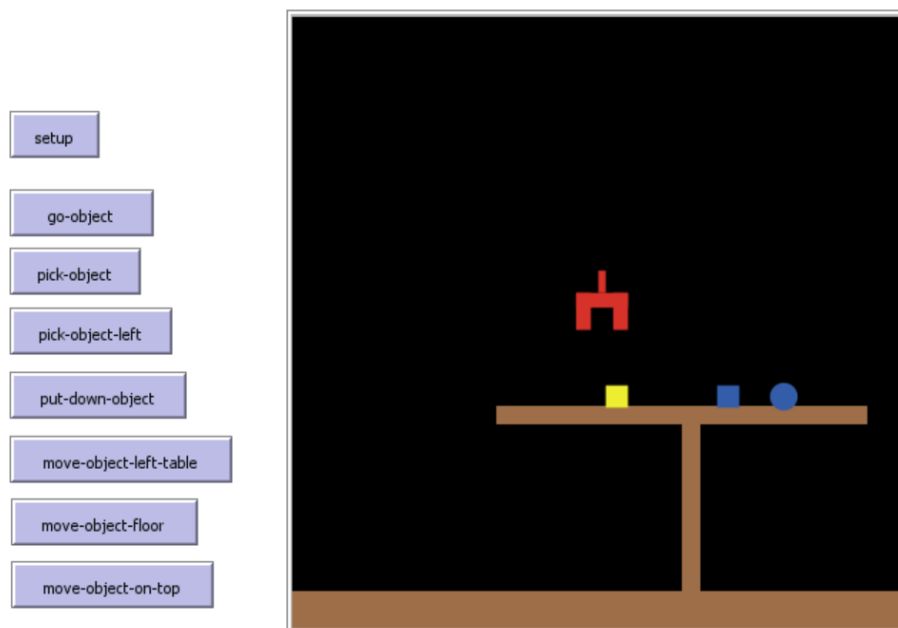 setup
go-object
pick-object
pick-object-left
put-down-object
move-object-left-table
move-object-floor
move-object-on-top